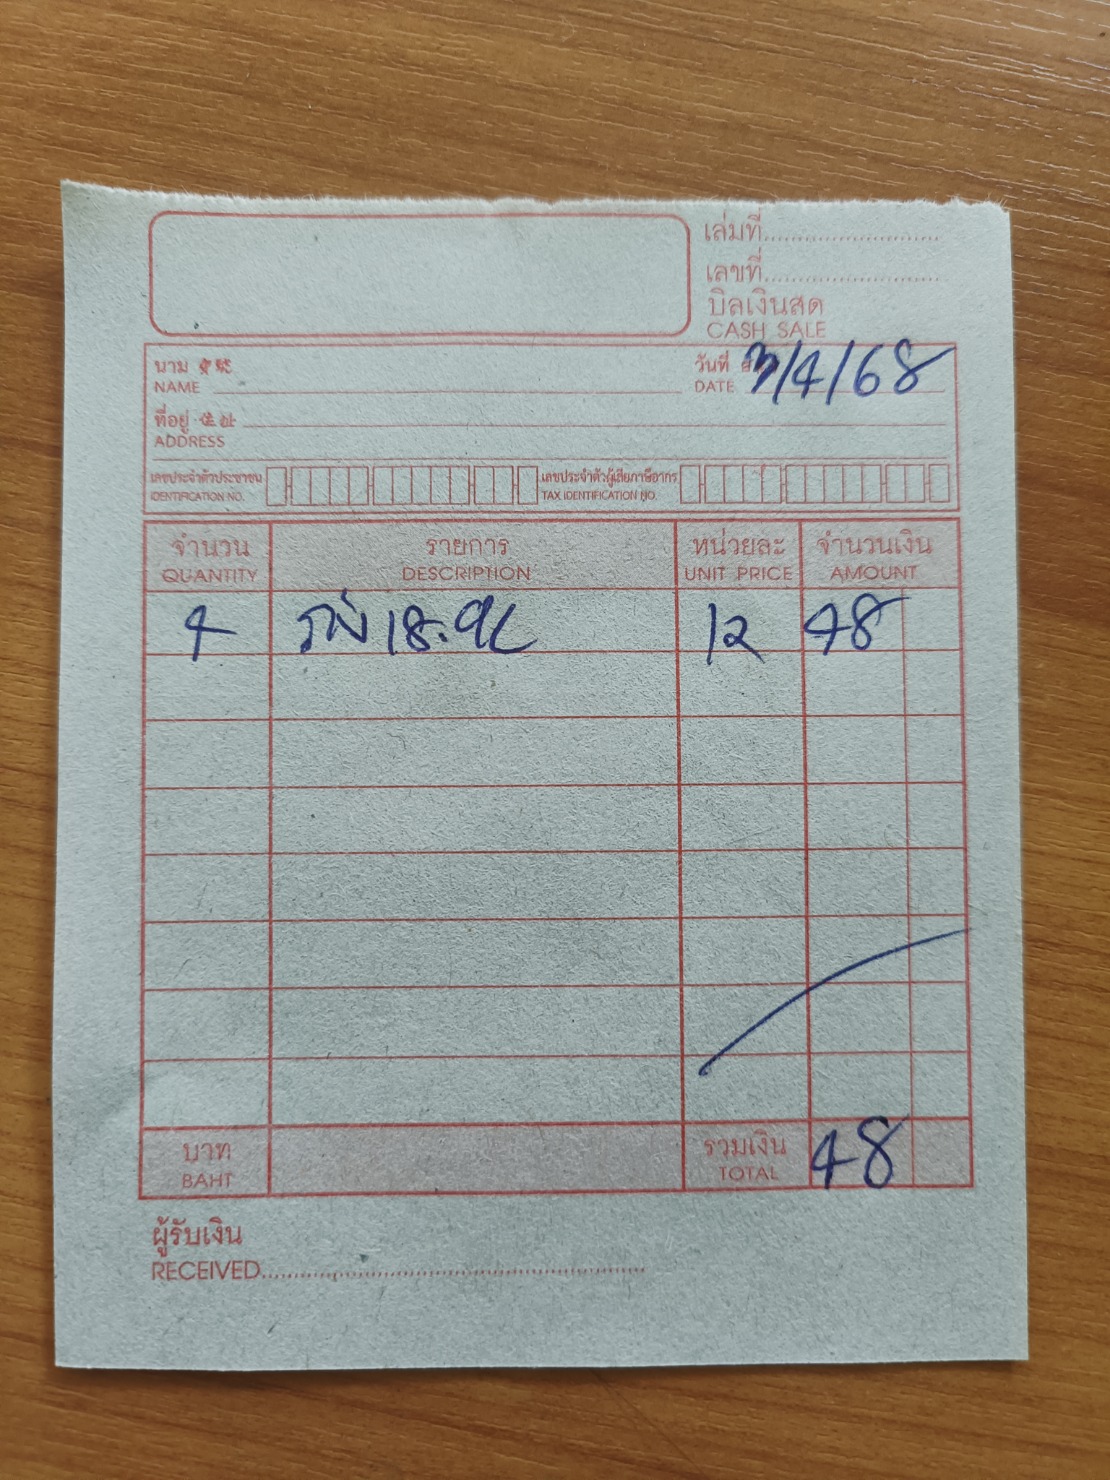 เล่มที่
เลขที่
บิลเงินสด
CASH SALE
นาม
NAME
วันที่
DATE 3/4/68
ที่อยู่ 住址
ADDRESS
เลขประจำตัวประชาชน เลขประจำตัวผู้เสียภาษีอากร
IDENTIFICATION NO. TAX IDENTIFICATION NO.
จำนวน รายการ หน่วยละ จำนวนเงิน
QUANTITY DESCRIPTION UNIT PRICE AMOUNT
4 ถัง 18.9L 12 48
บาท รวมเงิน
BAHT TOTAL 48
ผู้รับเงิน
RECEIVED